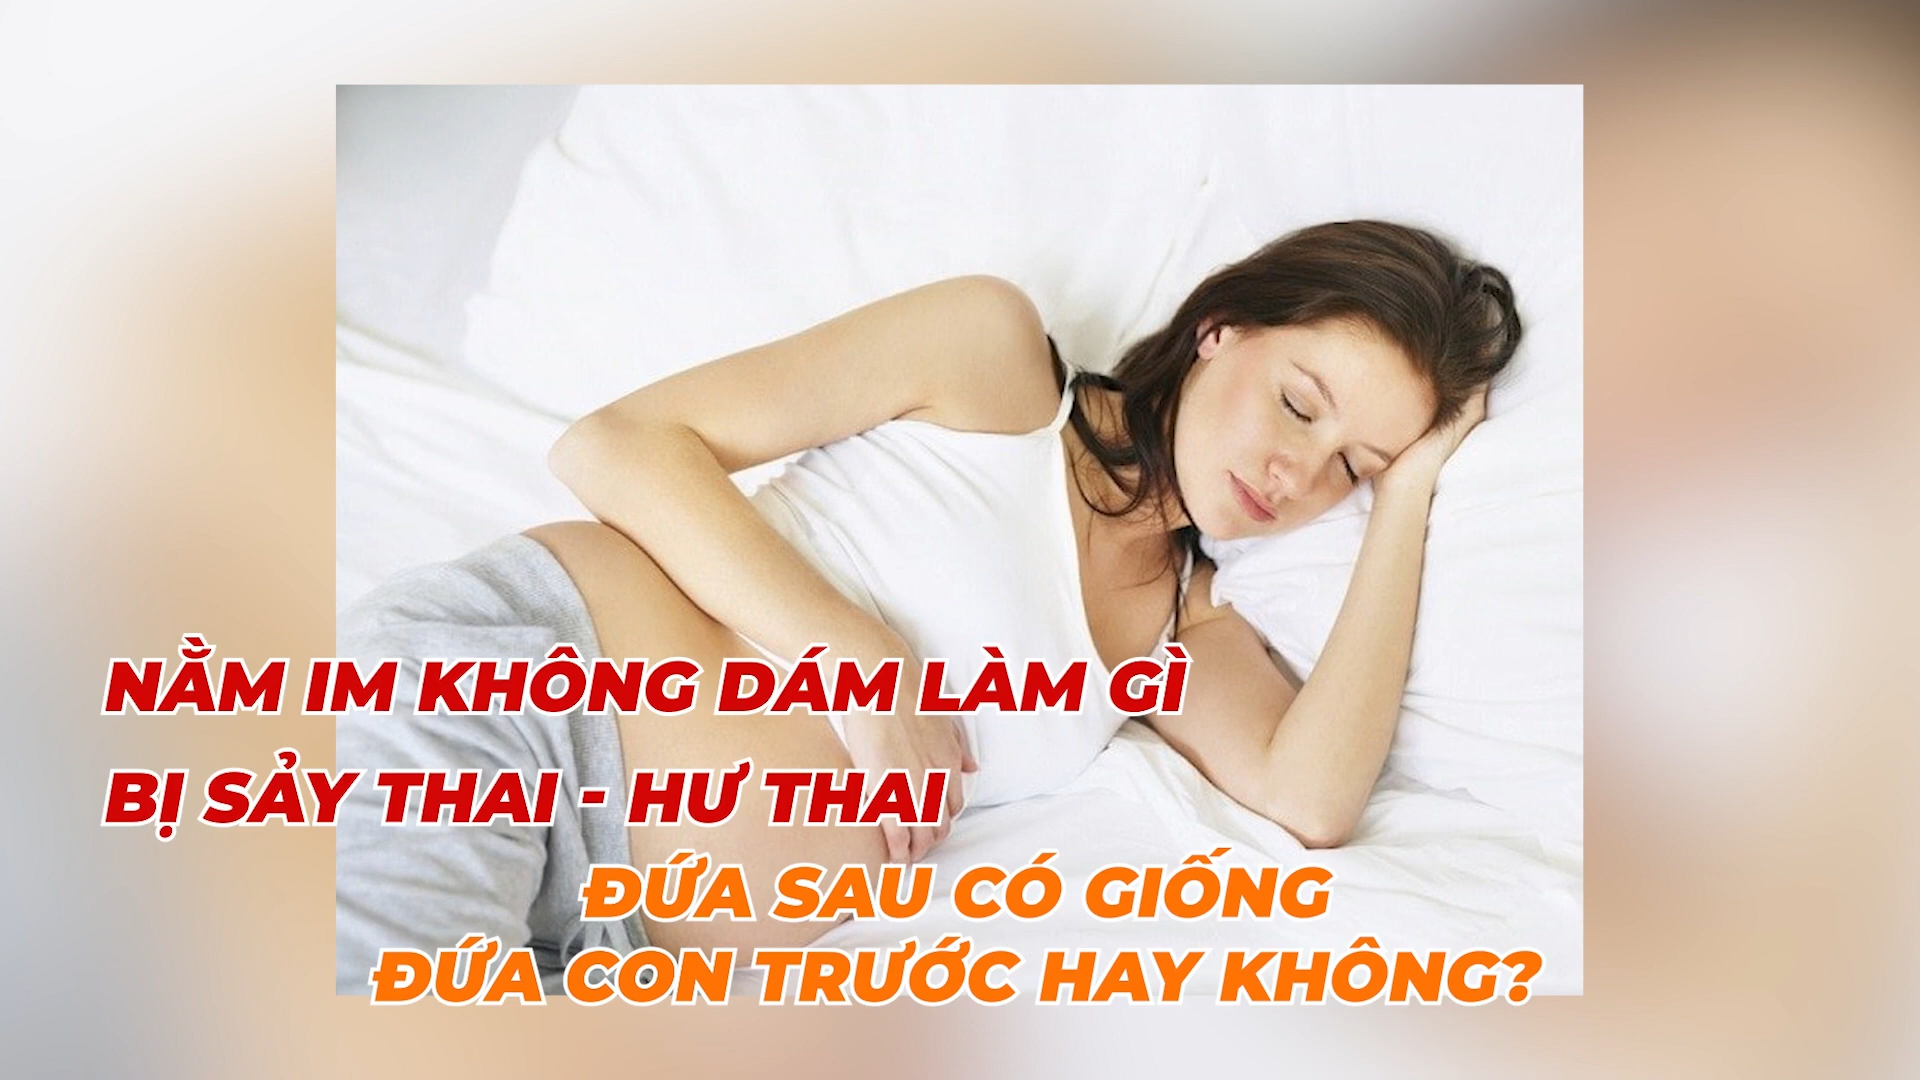 NẰM IM KHÔNG DÁM LÀM GÌ
BỊ SẢY THAI - HƯ THAI
ĐỨA SAU CÓ GIỐNG
ĐỨA CON TRƯỚC HAY KHÔNG?